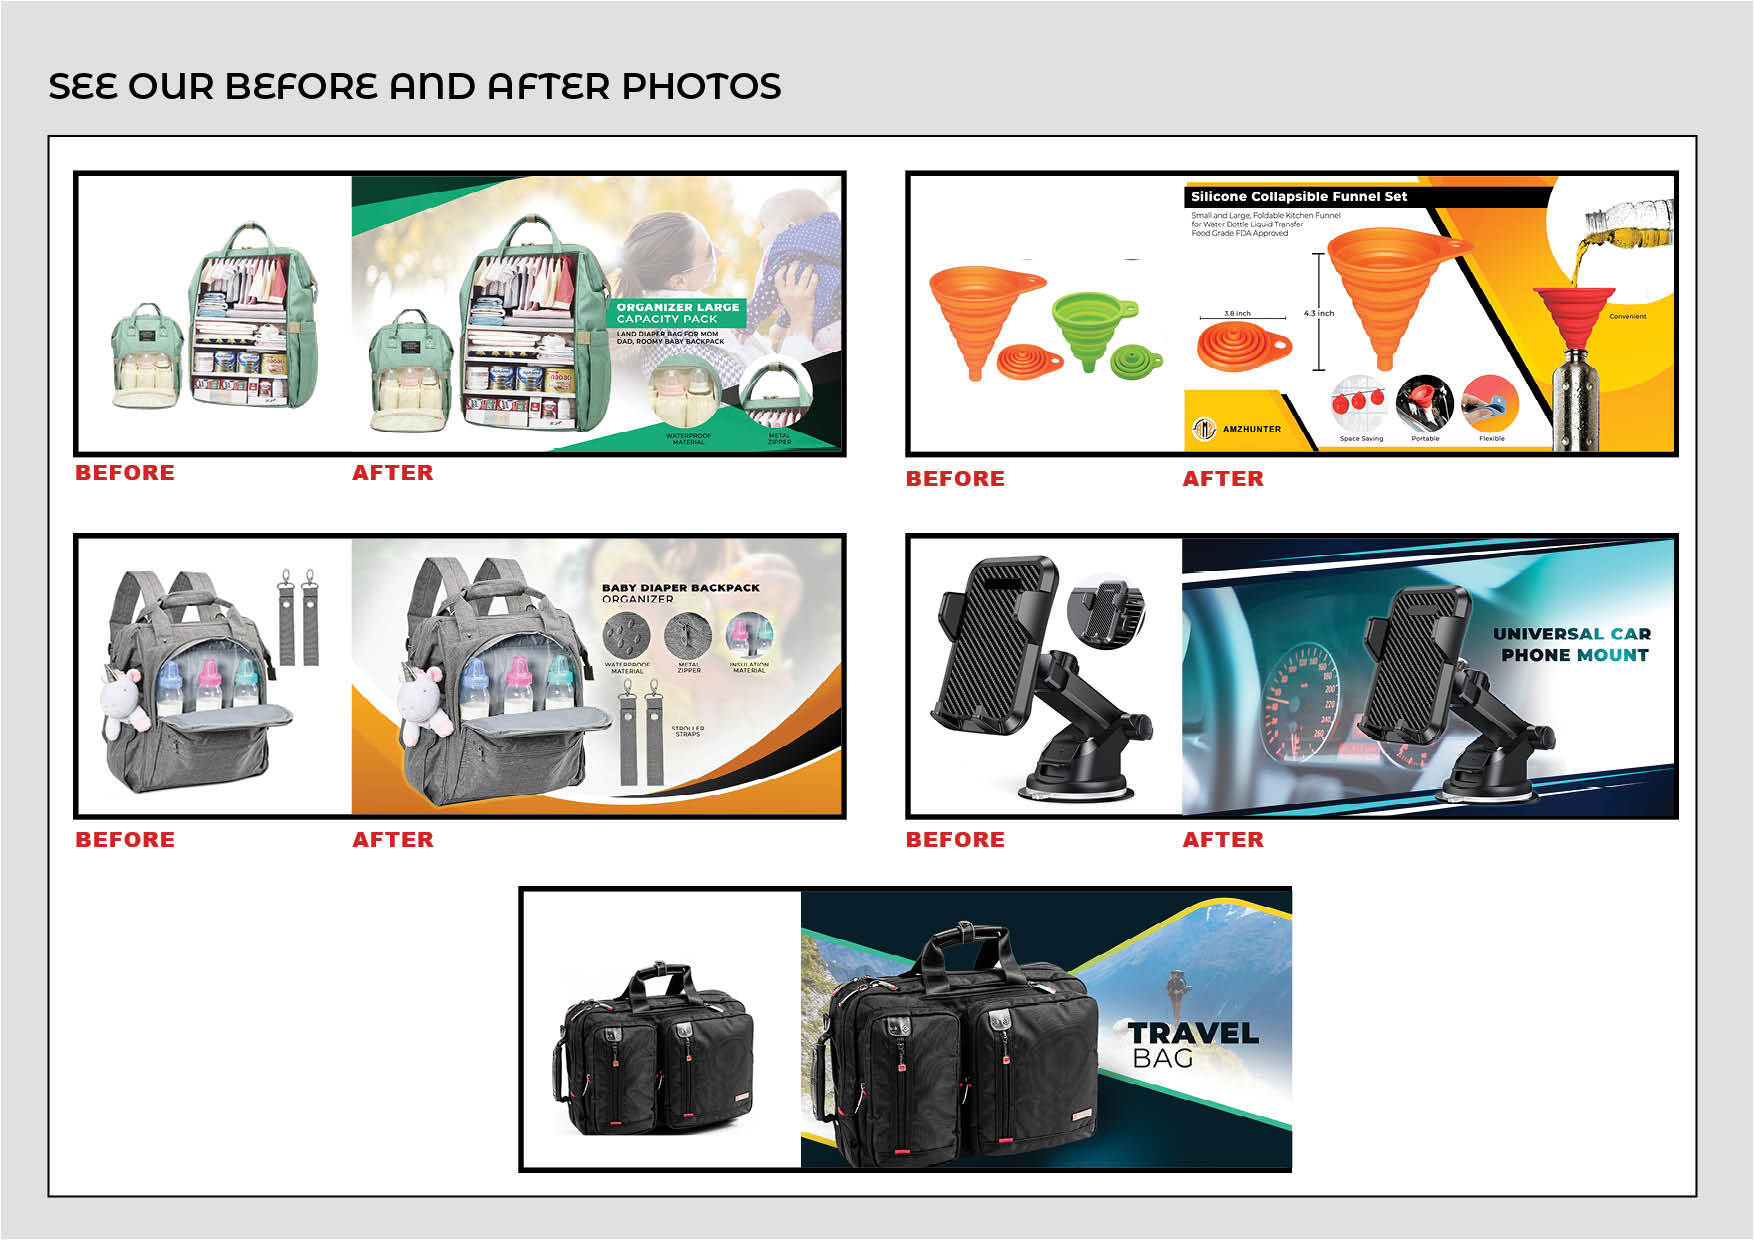 SEE OUR BEFORE AND AFTER PHOTOS
ORGANIZER LARGE
CAPACITY PACK
LAND DIAPER BAG FOR MOM
DAD, ROOMY BABY BACKPACK
WATERPROOF
MATERIAL
METAL
ZIPPER
BEFORE
AFTER
Silicone Collapsible Funnel Set
Small and Large, Foldable Kitchen Funnel
for Water Dottle Liquid Transfer
Food Grade FDA Approved
3.8 inch
4.3 inch
Convenient
AMZHUNTER
Space Saving
Portable
Flexible
BEFORE
AFTER
BABY DIAPER BACKPACK
ORGANIZER
WATERPROOF
MATERIAL
METAL
ZIPPER
INSULATION
MATERIAL
STROLLER
STRAPS
BEFORE
AFTER
UNIVERSAL CAR
PHONE MOUNT
BEFORE
AFTER
TRAVEL
BAG